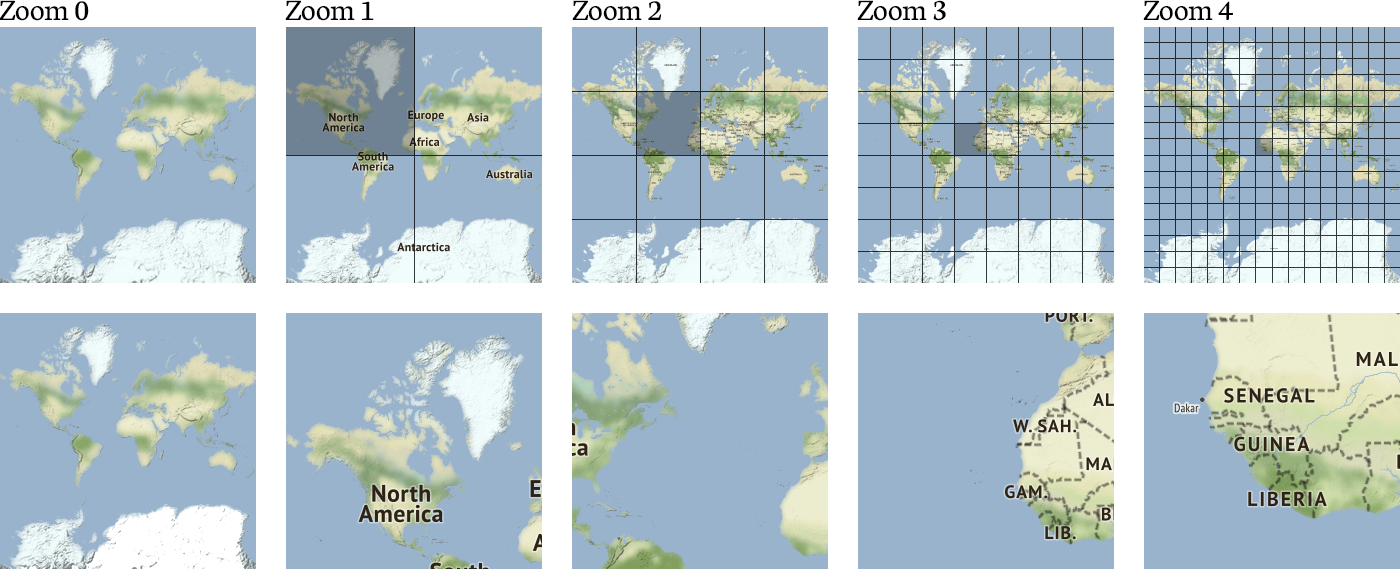 Zoom 0
Zoom 1
Zoom 2
Zoom 3
Zoom 4
North
America
Europe
Asia
Africa
South
America
Australia
Antarctica
North
America
E
A
South
ca
PORT.
AL
W. SAH.
MA
GAM.
B
LIB.
MAL
SENEGAL
Dakar
GUINEA
LIBERIA